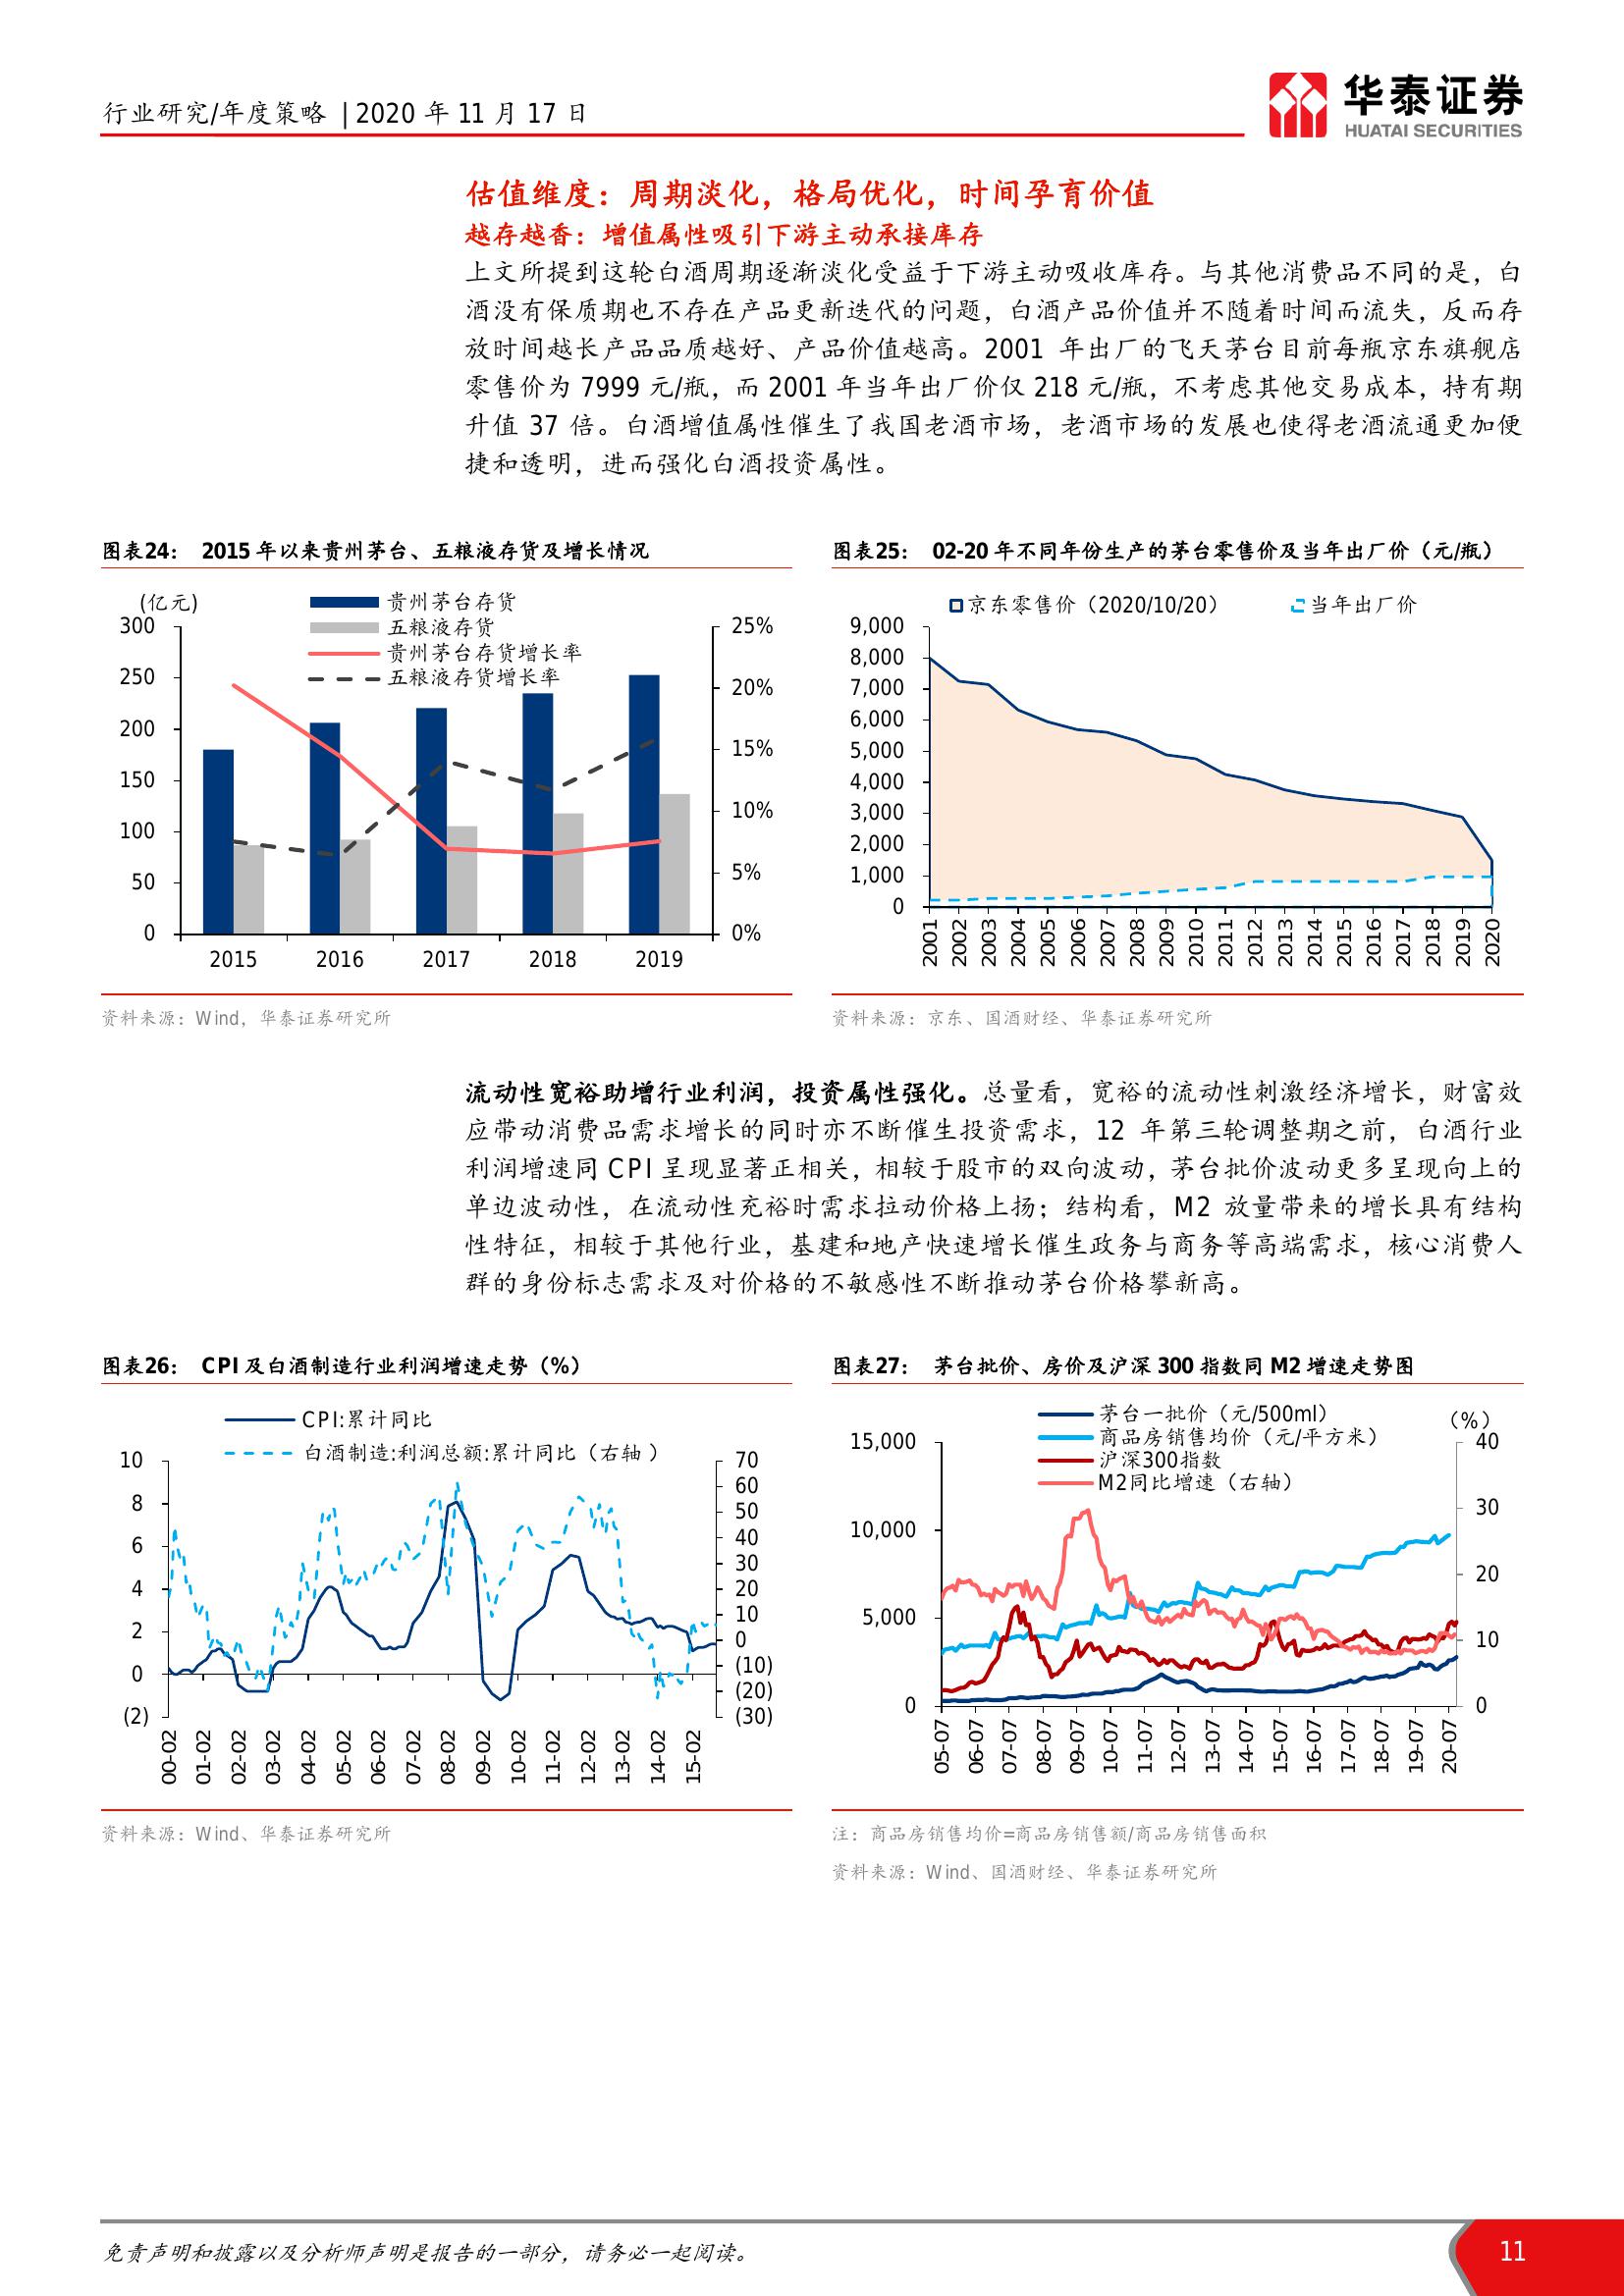 行业研究/年度策略 | 2020 年 11 月 17 日
华泰证券
HUATAI SECURITIES
估值维度：周期淡化，格局优化，时间孕育价值
越存越香：增值属性吸引下游主动承接库存
上文所提到这轮白酒周期逐渐淡化受益于下游主动吸收库存。与其他消费品不同的是，白
酒没有保质期也不存在产品更新迭代的问题，白酒产品价值并不随着时间而流失，反而存
放时间越长产品品质越好、产品价值越高。2001 年出厂的飞天茅台目前每瓶京东旗舰店
零售价为 7999 元/瓶，而 2001 年当年出厂价仅 218 元/瓶，不考虑其他交易成本，持有期
升值 37 倍。白酒增值属性催生了我国老酒市场，老酒市场的发展也使得老酒流通更加便
捷和透明，进而强化白酒投资属性。
图表24： 2015 年以来贵州茅台、五粮液存货及增长情况
(亿元)
贵州茅台存货
五粮液存货
贵州茅台存货增长率
五粮液存货增长率
300
250
200
150
100
50
0
25%
20%
15%
10%
5%
0%
2015 2016 2017 2018 2019
资料来源：Wind，华泰证券研究所
图表25： 02-20 年不同年份生产的茅台零售价及当年出厂价（元/瓶）
京东零售价（2020/10/20） 当年出厂价
9,000
8,000
7,000
6,000
5,000
4,000
3,000
2,000
1,000
0
2001 2002 2003 2004 2005 2006 2007 2008 2009 2010 2011 2012 2013 2014 2015 2016 2017 2018 2019 2020
资料来源：京东、国酒财经、华泰证券研究所
流动性宽裕助增行业利润，投资属性强化。总量看，宽裕的流动性刺激经济增长，财富效
应带动消费品需求增长的同时亦不断催生投资需求，12 年第三轮调整期之前，白酒行业
利润增速同 CPI 呈现显著正相关，相较于股市的双向波动，茅台批价波动更多呈现向上的
单边波动性，在流动性充裕时需求拉动价格上扬；结构看，M2 放量带来的增长具有结构
性特征，相较于其他行业，基建和地产快速增长催生政务与商务等高端需求，核心消费人
群的身份标志需求及对价格的不敏感性不断推动茅台价格攀新高。
图表26： CPI 及白酒制造行业利润增速走势（%）
CPI:累计同比
白酒制造:利润总额:累计同比（右轴 ）
10
8
6
4
2
0
(2)
70
60
50
40
30
20
10
0
(10)
(20)
(30)
00-02 01-02 02-02 03-02 04-02 05-02 06-02 07-02 08-02 09-02 10-02 11-02 12-02 13-02 14-02 15-02
资料来源：Wind、华泰证券研究所
图表27： 茅台批价、房价及沪深 300 指数同 M2 增速走势图
茅台一批价（元/500ml）
商品房销售均价（元/平方米）
沪深300指数
M2同比增速（右轴）
（%）
15,000
10,000
5,000
0
40
30
20
10
0
05-07 06-07 07-07 08-07 09-07 10-07 11-07 12-07 13-07 14-07 15-07 16-07 17-07 18-07 19-07 20-07
注：商品房销售均价=商品房销售额/商品房销售面积
资料来源：Wind、国酒财经、华泰证券研究所
免责声明和披露以及分析师声明是报告的一部分，请务必一起阅读。
11